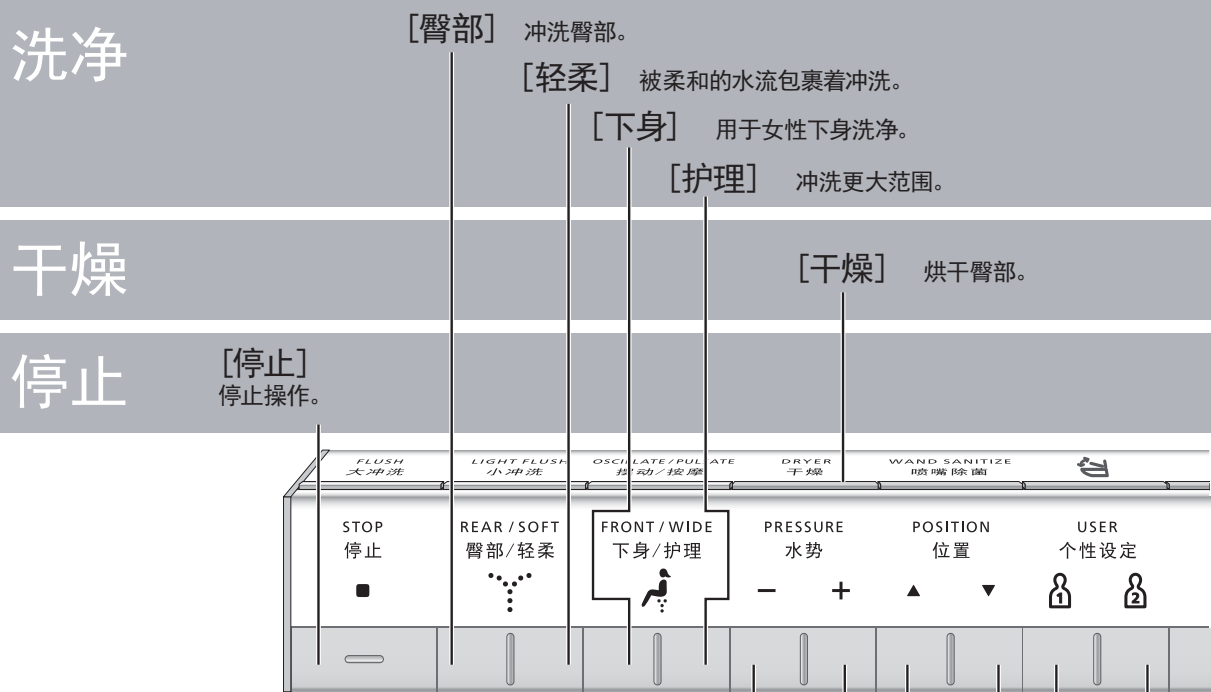 洗净
[臀部] 冲洗臀部。
[轻柔] 被柔和的水流包裹着冲洗。
[下身] 用于女性下身洗净。
[护理] 冲洗更大范围。
干燥
[干燥] 烘干臀部。
停止
[停止]
停止操作。
FLUSH LIGHT FLUSH OSCILLATE/PULSATE DRYER WAND SANITIZE
大冲洗 小冲洗 摆动/按摩 干燥 喷嘴除菌
STOP REAR/SOFT FRONT/WIDE PRESSURE POSITION USER
停止 臀部/轻柔 下身/护理 水势 位置 个性设定
1 2